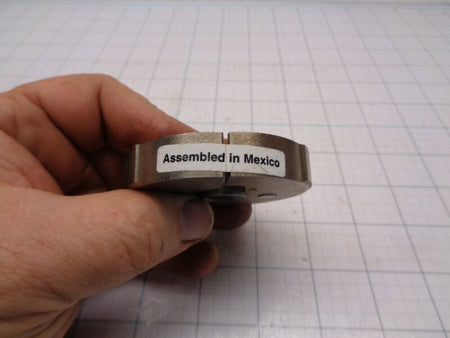 Assembled in Mexico